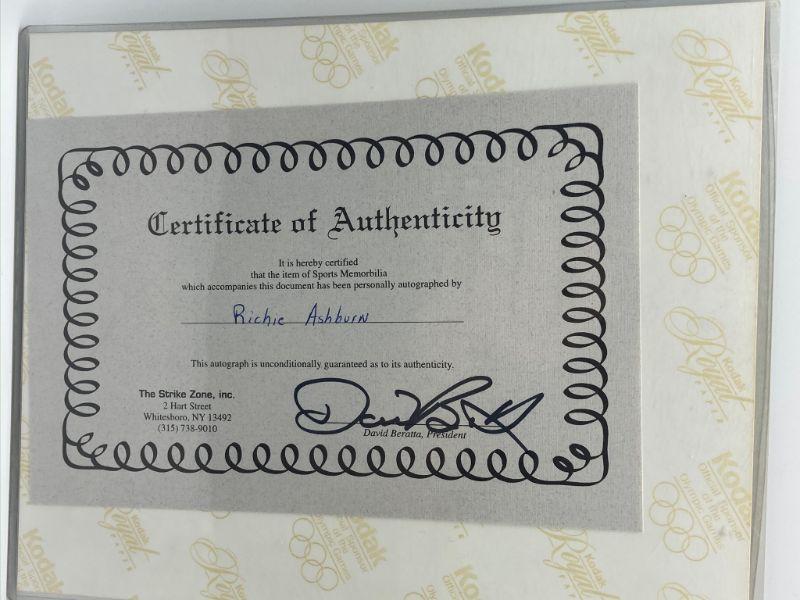 Certificate of Authenticity
It is hereby certified
that the item of Sports Memorbilia
which accompanies this document has been personally autographed by
Richie Ashburn
This autograph is unconditionally guaranteed as to its authenticity.
The Strike Zone, inc.
2 Hart Street
Whitesboro, NY 13492
(315) 738-9010
David Beratta, President
Kodak
Royal
PAPER
Kodak
Official Sponsor
of the
Olympic Games